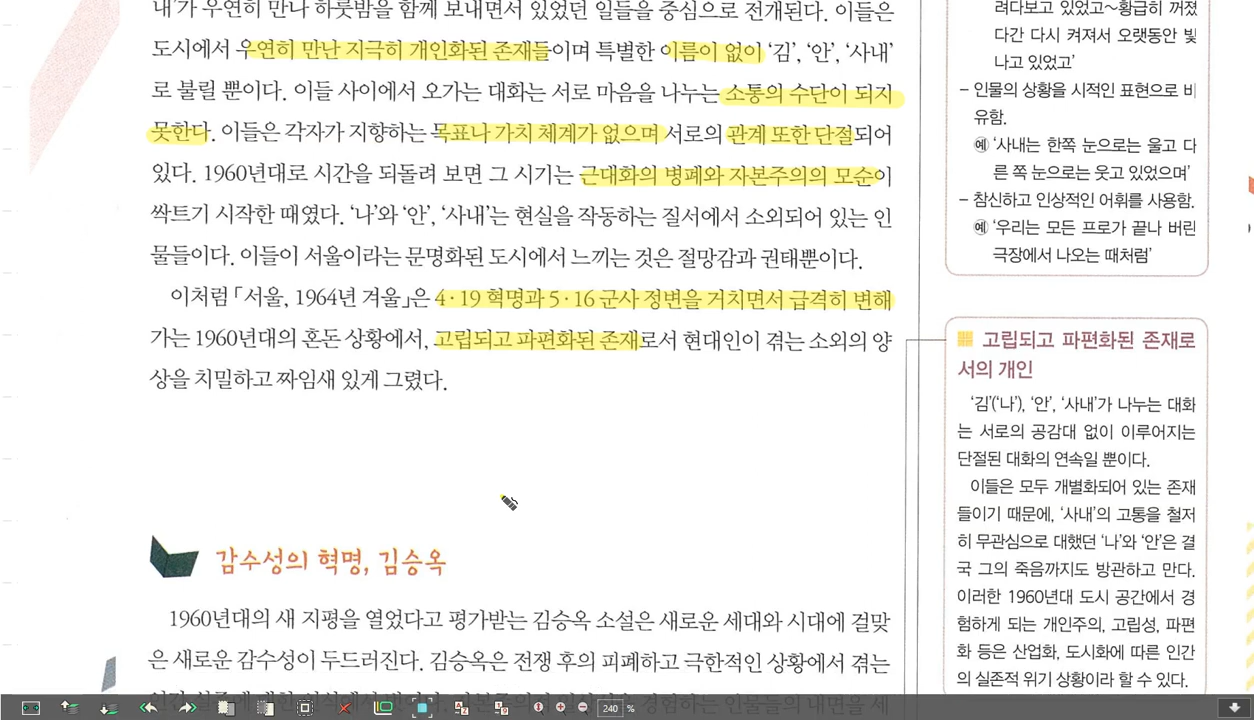 내'가 우연히 만나 하룻밤을 함께 보내면서 있었던 일들을 중심으로 전개된다. 이들은
도시에서 우연히 만난 지극히 개인화된 존재들이며 특별한 이름이 없이 '김', '안', '사내'
로 불릴 뿐이다. 이들 사이에서 오가는 대화는 서로 마음을 나누는 소통의 수단이 되지
못한다. 이들은 각자가 지향하는 목표나 가치 체계가 없으며 서로의 관계 또한 단절되어
있다. 1960년대로 시간을 되돌려 보면 그 시기는 근대화의 병폐와 자본주의의 모순이
싹트기 시작한 때였다. '나'와 '안', '사내'는 현실을 작동하는 질서에서 소외되어 있는 인
물들이다. 이들이 서울이라는 문명화된 도시에서 느끼는 것은 절망감과 권태뿐이다.
이처럼 「서울, 1964년 겨울」은 4·19 혁명과 5·16 군사 정변을 거치면서 급격히 변해
가는 1960년대의 혼돈 상황에서, 고립되고 파편화된 존재로서 현대인이 겪는 소외의 양
상을 치밀하고 짜임새 있게 그렸다.
감수성의 혁명, 김승옥
1960년대의 새 지평을 열었다고 평가받는 김승옥 소설은 새로운 세대와 시대에 걸맞
은 새로운 감수성이 두드러진다. 김승옥은 전쟁 후의 피폐하고 극한적인 상황에서 겪는
려다보고 있었고~황급히 꺼졌
다간 다시 켜져서 오랫동안 빛
나고 있었고'
- 인물의 상황을 시적인 표현으로 비
유함.
예 '사내는 한쪽 눈으로는 울고 다
른 쪽 눈으로는 웃고 있었으며'
- 참신하고 인상적인 어휘를 사용함.
예 '우리는 모든 프로가 끝나 버린
극장에서 나오는 때처럼'
고립되고 파편화된 존재로
서의 개인
'김'('나'), '안', '사내'가 나누는 대화
는 서로의 공감대 없이 이루어지는
단절된 대화의 연속일 뿐이다.
이들은 모두 개별화되어 있는 존재
들이기 때문에, '사내'의 고통을 철저
히 무관심으로 대했던 '나'와 '안'은 결
국 그의 죽음까지도 방관하고 만다.
이러한 1960년대 도시 공간에서 경
험하게 되는 개인주의, 고립성, 파편
화 등은 산업화, 도시화에 따른 인간
의 실존적 위기 상황이라 할 수 있다.
240 %